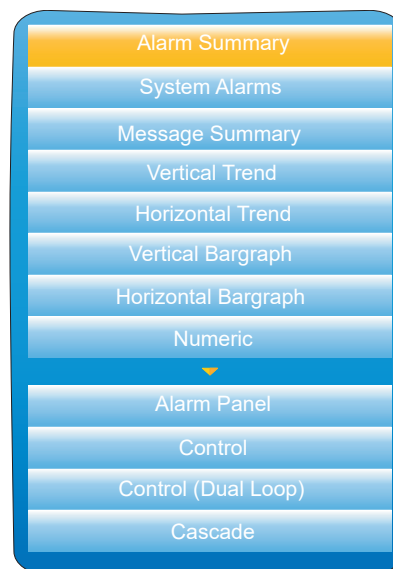 Alarm Summary
System Alarms
Message Summary
Vertical Trend
Horizontal Trend
Vertical Bargraph
Horizontal Bargraph
Numeric
Alarm Panel
Control
Control (Dual Loop)
Cascade